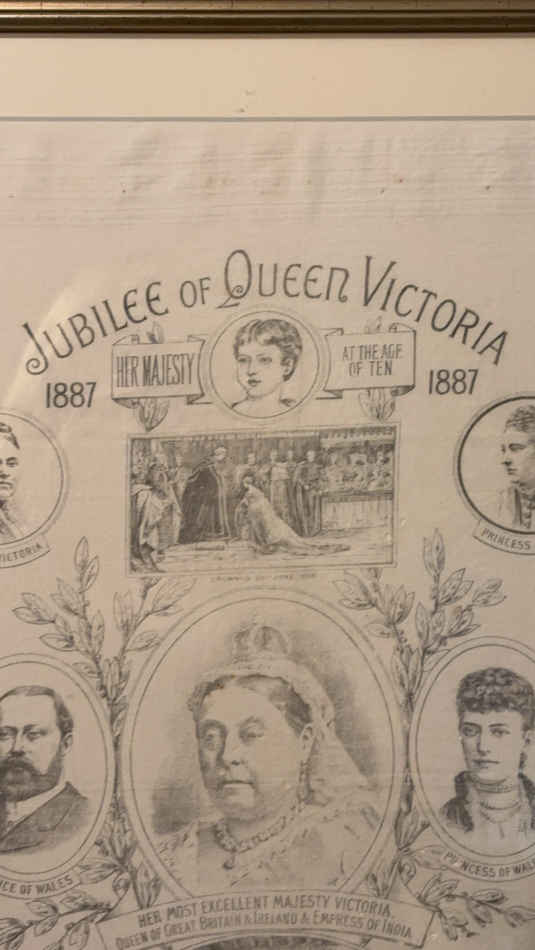 JUBILEE OF QUEEN VICTORIA
HER MAJESTY
AT THE AGE
OF TEN
1887
1887
VICTORIA
PRINCESS
CROWNED
PRINCESS OF WAL
CE OF WALES
HER MOST EXCELLENT MAJESTY VICTORIA,
QUEEN OF GREAT BRITAIN & IRELAND & EMPRESS OF INDIA